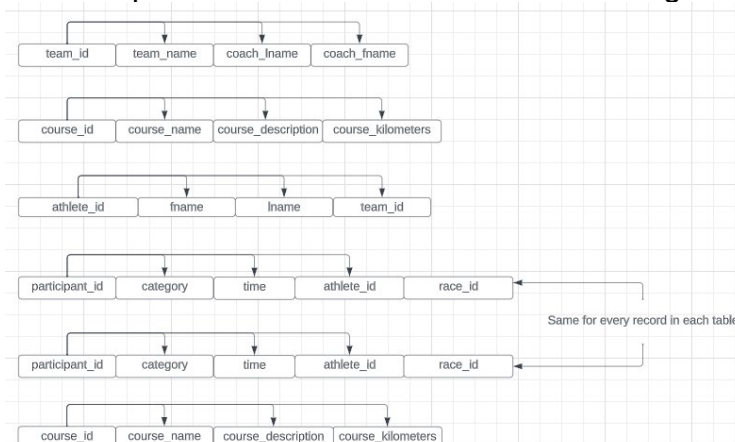 team_id team_name coach_lname coach_fname
course_id course_name course_description course_kilometers
athlete_id fname lname team_id
participant_id category time athlete_id race_id
Same for every record in each table
participant_id category time athlete_id race_id
course_id course_name course_description course_kilometers